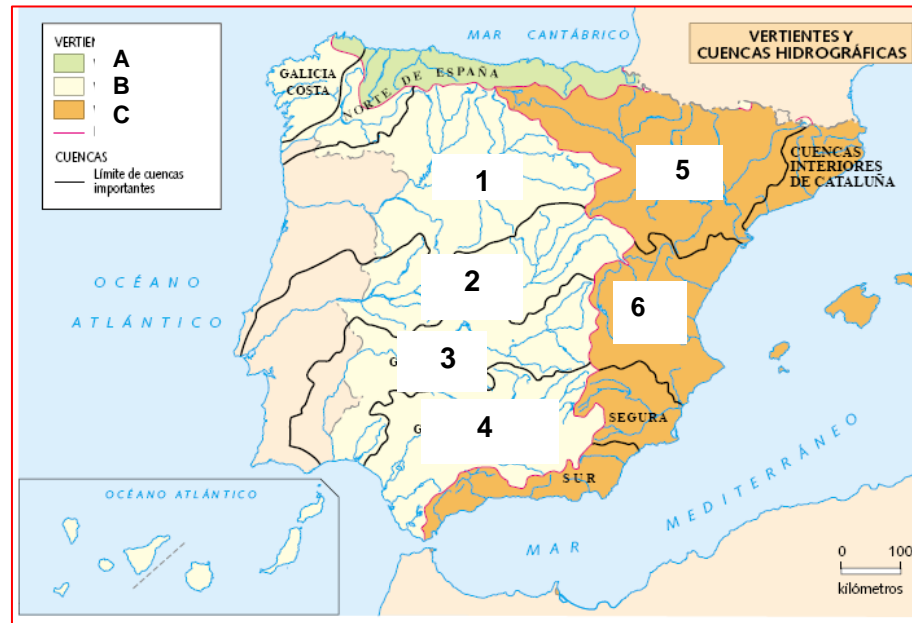 VERTIENTES Y
CUENCAS HIDROGRÁFICAS
MAR CANTÁBRICO
A
B
C
CUENCAS
Límite de cuencas
importantes
GALICIA
COSTA
NORTE DE ESPAÑA
1
5
CUENCAS
INTERIORES
DE CATALUÑA
2
6
3
4
SEGURA
SUR
OCÉANO
ATLÁNTICO
MAR MEDITERRÁNEO
OCÉANO ATLÁNTICO
0 100
kilómetros